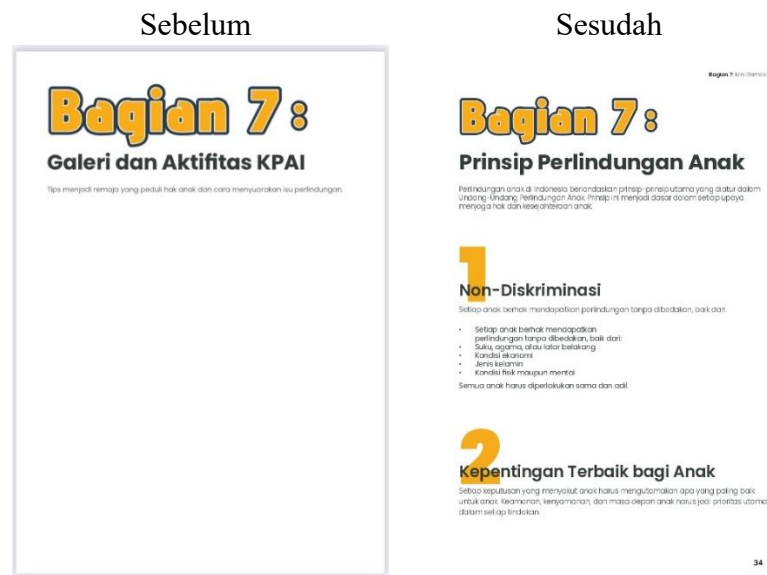 Sebelum
Bagian 7:
Galeri dan Aktifitas KPAI
Tips menjadi remaja yang peduli hak anak dan cara menyuarakan isu perlindungan.
Sesudah
Bagian 7:
Bagian 7:
Prinsip Perlindungan Anak
Perlindungan anak di Indonesia berlandaskan prinsip-prinsip utama yang diatur dalam
Undang-Undang Perlindungan Anak. Prinsip ini menjadi dasar dalam setiap upaya
menjaga hak dan kesejahteraan anak.
1
Non-Diskriminasi
Setiap anak berhak mendapatkan perlindungan tanpa dibedakan, baik dari:
• Setiap anak berhak mendapatkan
perlindungan tanpa dibedakan, baik dari:
• Suku, agama, atau latar belakang
• Kondisi ekonomi
• Jenis kelamin
• Kondisi fisik maupun mental
Semua anak harus diperlakukan sama dan adil.
2
Kepentingan Terbaik bagi Anak
Setiap keputusan yang menyakut anak harus mengutamakan apa yang paling baik
untuk anak. Keamanan, kenyamanan, dan masa depan anak harus jadi prioritas utama
dalam setiap tindakan.
34